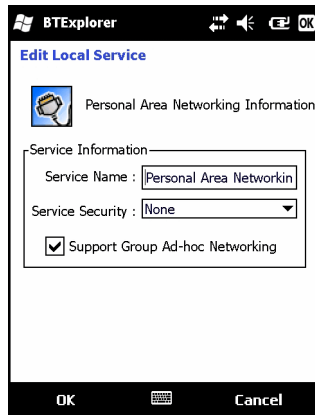 BTExplorer
OK
Edit Local Service
Personal Area Networking Information
Service Information
Service Name : Personal Area Networkin
Service Security : None
Support Group Ad-hoc Networking
OK Cancel